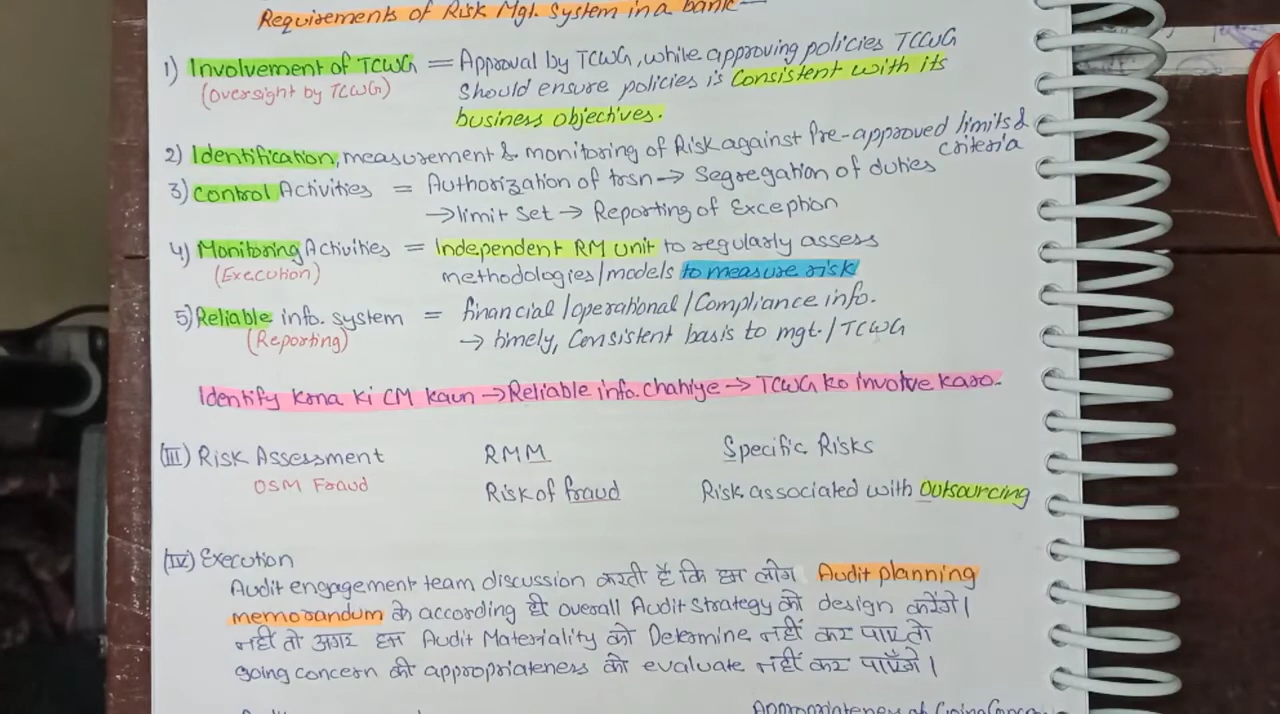 Requirements of Risk Mgt. System in a bank
1) Involvement of TCWG = Approval by TCWG, while approving policies TCWG
(Oversight by TCWG) should ensure policies is consistent with its
business objectives.
2) Identification, measurement & monitoring of Risk against Pre-approved limits &
criteria
3) Control Activities = Authorization of trsn → Segregation of duties
→ limit set → Reporting of Exception
4) Monitoring Activities = Independent RM unit to regularly assess
(Execution) methodologies/models to measure risk
5) Reliable info. system = financial/operational/Compliance info.
(Reporting) → timely, Consistent basis to mgt./TCWG
Identify krna ki CM kaun → Reliable info. chahiye → TCWG ko involve karo.
(III) Risk Assessment RMM Specific Risks
OSM Fraud Risk of fraud Risk associated with Outsourcing
(IV) Execution
Audit engagement team discussion करती है कि हम लोग Audit planning
memorandum के according ही overall Audit strategy को design करेंगे।
नहीं तो अगर हम Audit Materiality को Determine नहीं कर पाए तो
going concern की appropriateness को evaluate नहीं कर पाएँगे।
Appropriateness of Going Conce